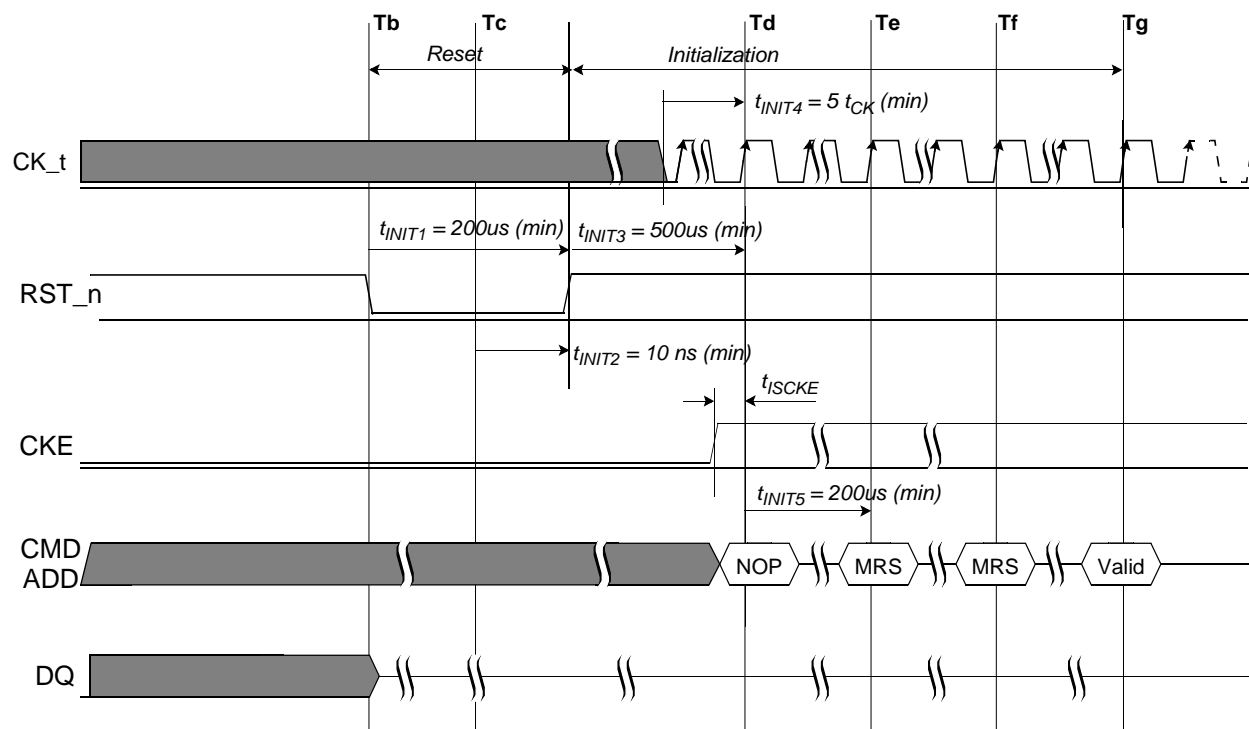 Tb Tc Td Te Tf Tg
Reset Initialization
tINIT4 = 5 tCK (min)
CK_t
tINIT1 = 200us (min) tINIT3 = 500us (min)
RST_n
tINIT2 = 10 ns (min)
tISCKE
CKE
tINIT5 = 200us (min)
CMD
ADD
NOP MRS MRS Valid
DQ